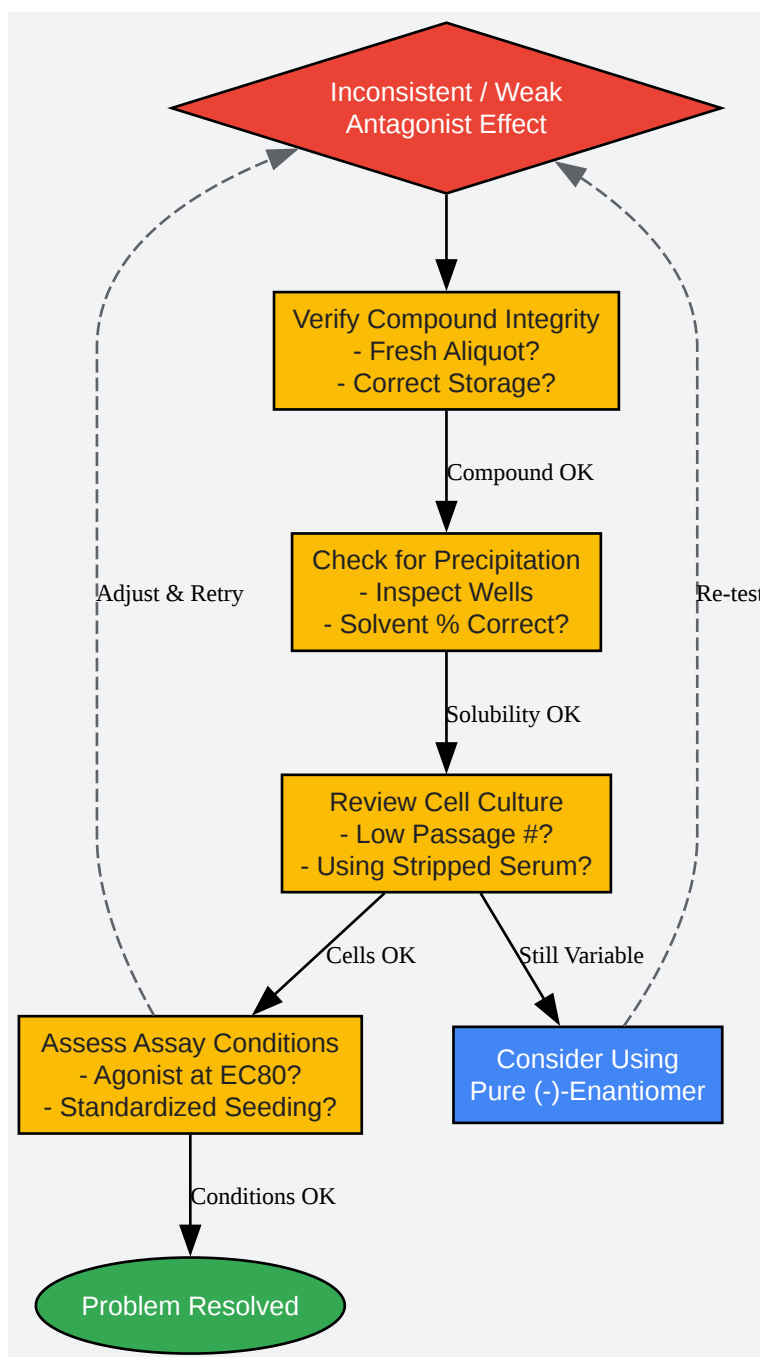 Inconsistent / Weak
Antagonist Effect
Verify Compound Integrity
- Fresh Aliquot?
- Correct Storage?
Compound OK
Check for Precipitation
- Inspect Wells
- Solvent % Correct?
Adjust & Retry
Re-test
Solubility OK
Review Cell Culture
- Low Passage #?
- Using Stripped Serum?
Cells OK
Still Variable
Assess Assay Conditions
- Agonist at EC80?
- Standardized Seeding?
Consider Using
Pure (-)-Enantiomer
Conditions OK
Problem Resolved